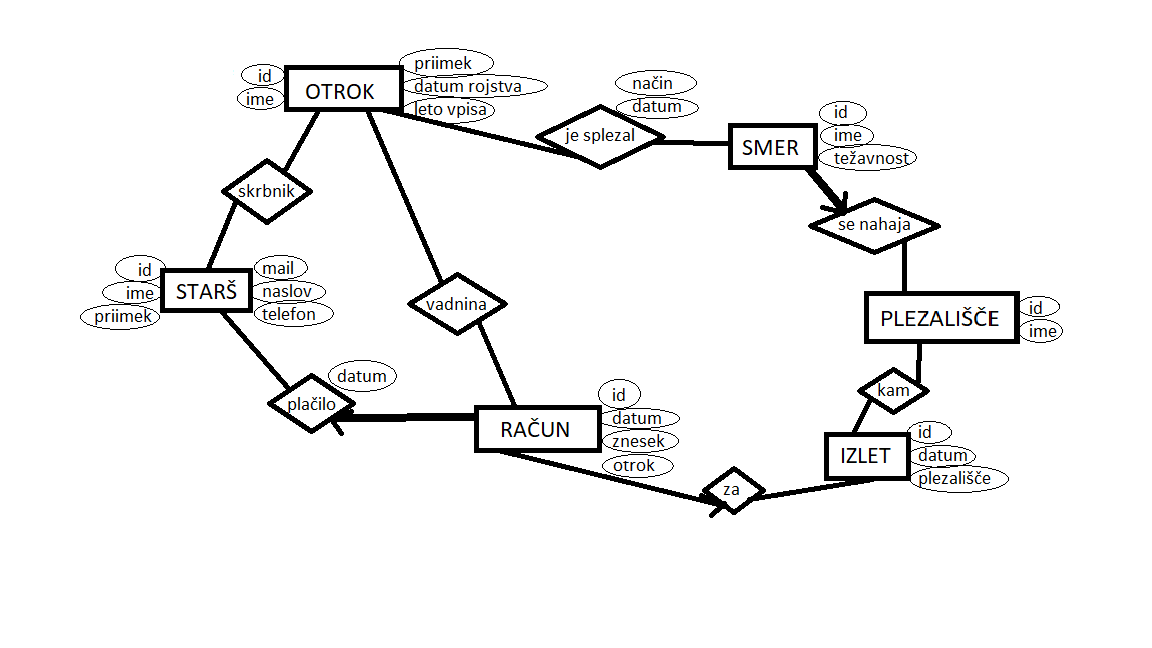 OTROK
id
ime
priimek
datum rojstva
leto vpisa
način
datum
je splezal
SMER
id
ime
težavnost
skrbnik
se nahaja
STARŠ
id
ime
priimek
mail
naslov
telefon
vadnina
PLEZALIŠČE
id
ime
datum
plačilo
kam
RAČUN
id
datum
znesek
otrok
IZLET
id
datum
plezališče
za